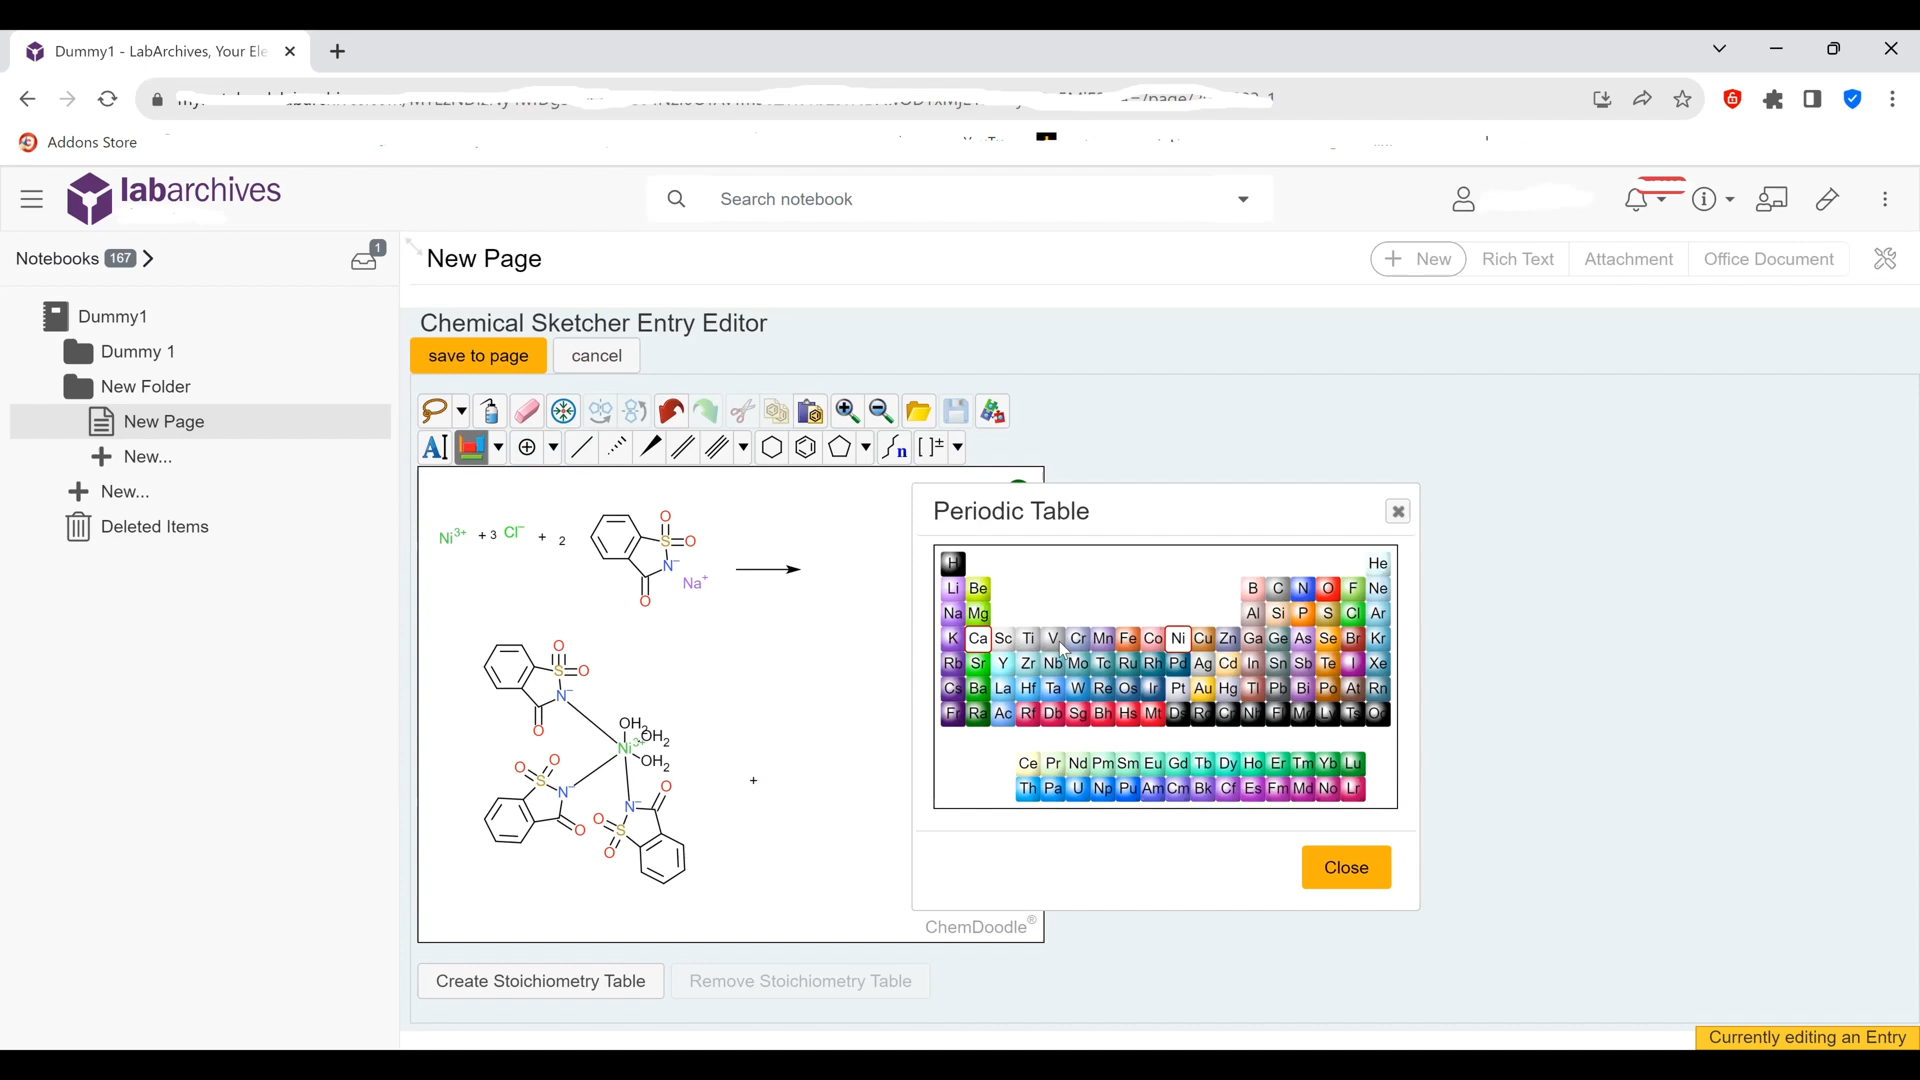 Dummy1 - LabArchives, Your Ele
Addons Store
labarchives
Search notebook
Notebooks 167
1
New Page
New
Rich Text
Attachment
Office Document
Dummy1
Dummy 1
New Folder
New Page
New...
New...
Deleted Items
Chemical Sketcher Entry Editor
save to page
cancel
A n [ ]±
Ni3+ + 3 Cl− + 2
O
S O
N−
Na+
O
O
S O
N−
O
OH2
OH2
Ni3+
OH2
O O
S N−
O
N− O
O S
O
+
Periodic Table
H He
Li Be B C N O F Ne
Na Mg Al Si P S Cl Ar
K Ca Sc Ti V Cr Mn Fe Co Ni Cu Zn Ga Ge As Se Br Kr
Rb Sr Y Zr Nb Mo Tc Ru Rh Pd Ag Cd In Sn Sb Te I Xe
Cs Ba La Hf Ta W Re Os Ir Pt Au Hg Tl Pb Bi Po At Rn
Fr Ra Ac Rf Db Sg Bh Hs Mt Ds
Ce Pr Nd Pm Sm Eu Gd Tb Dy Ho Er Tm Yb Lu
Th Pa U Np Pu Am Cm Bk Cf Es Fm Md No Lr
Close
ChemDoodle®
Create Stoichiometry Table
Remove Stoichiometry Table
Currently editing an Entry